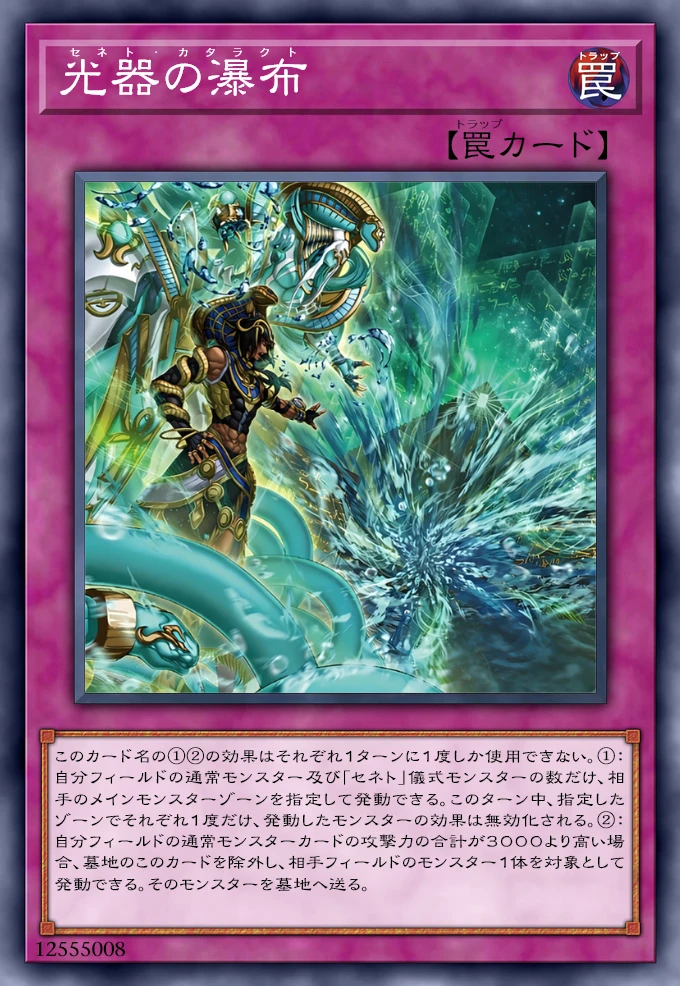 セネト・カタラクト
光器の瀑布
トラップ
罠
トラップ
【罠カード】
このカード名の①②の効果はそれぞれ1ターンに1度しか使用できない。①：
自分フィールドの通常モンスター及び「セネト」儀式モンスターの数だけ、相
手のメインモンスターゾーンを指定して発動できる。このターン中、指定した
ゾーンでそれぞれ1度だけ、発動したモンスターの効果は無効化される。②：
自分フィールドの通常モンスターカードの攻撃力の合計が3000より高い場
合、墓地のこのカードを除外し、相手フィールドのモンスター1体を対象として
発動できる。そのモンスターを墓地へ送る。
12555008